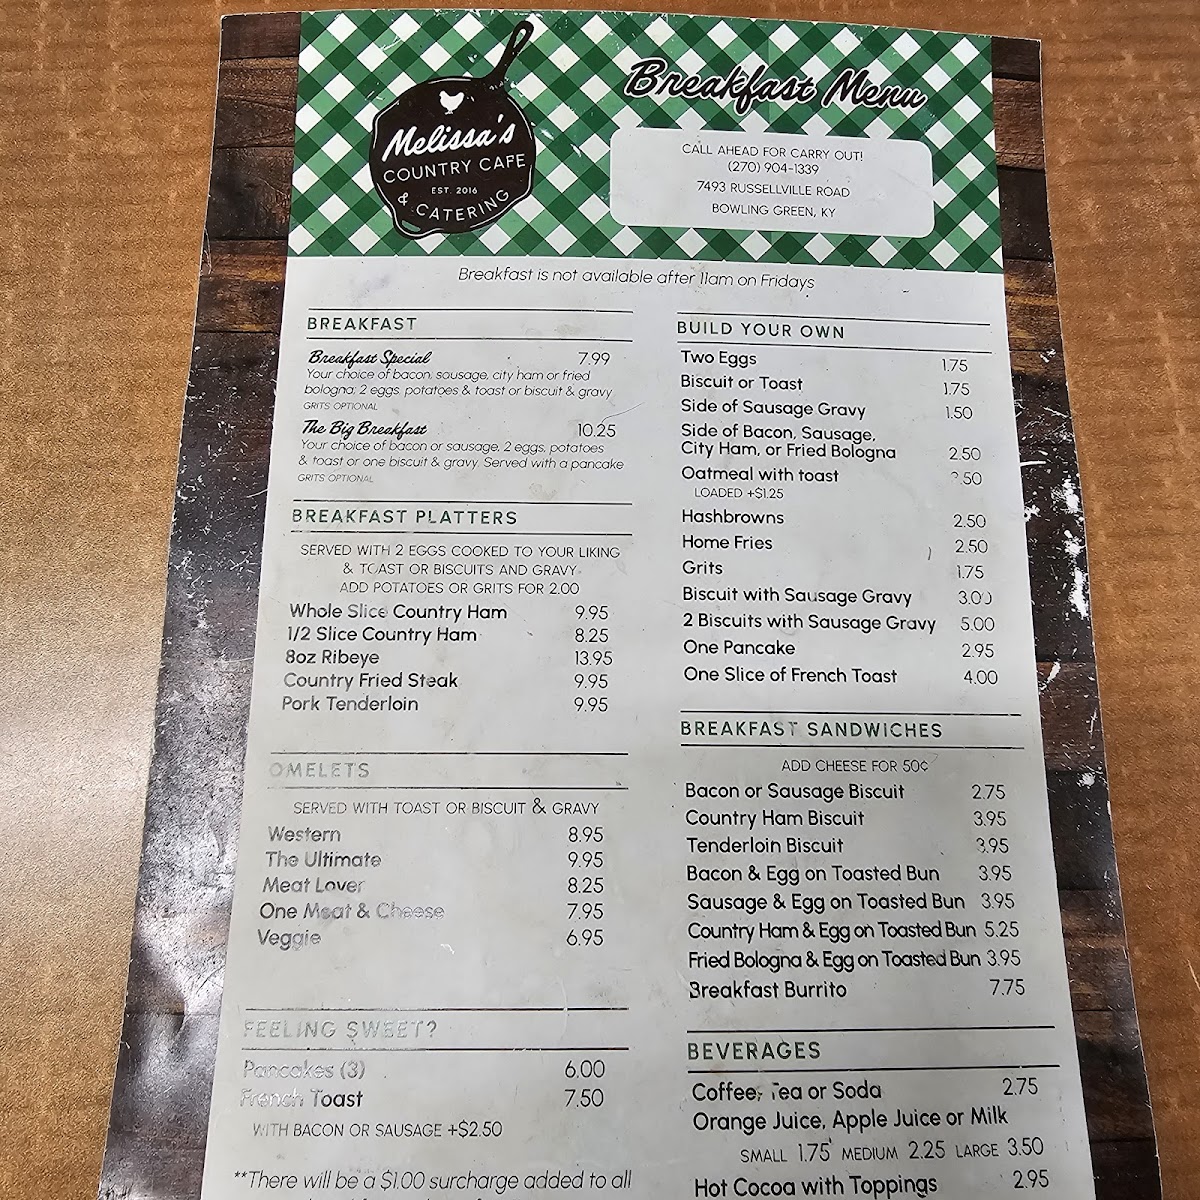 Melissa's
COUNTRY CAFE
EST. 2016
& CATERING
Breakfast Menu
CALL AHEAD FOR CARRY OUT!
(270) 904-1339
7493 RUSSELLVILLE ROAD
BOWLING GREEN, KY
Breakfast is not available after 11am on Fridays
BREAKFAST
Breakfast Special 7.99
Your choice of bacon, sausage, city ham or fried
bologna, 2 eggs, potatoes & toast or biscuit & gravy
GRITS OPTIONAL
The Big Breakfast 10.25
Your choice of bacon or sausage, 2 eggs, potatoes
& toast or one biscuit & gravy. Served with a pancake
GRITS OPTIONAL
BREAKFAST PLATTERS
SERVED WITH 2 EGGS COOKED TO YOUR LIKING
& TOAST OR BISCUITS AND GRAVY
ADD POTATOES OR GRITS FOR 2.00
Whole Slice Country Ham 9.95
1/2 Slice Country Ham 8.25
8oz Ribeye 13.95
Country Fried Steak 9.95
Pork Tenderloin 9.95
OMELETS
SERVED WITH TOAST OR BISCUIT & GRAVY
Western 8.95
The Ultimate 9.95
Meat Lover 8.25
One Meat & Cheese 7.95
Veggie 6.95
FEELING SWEET?
Pancakes (3) 6.00
French Toast 7.50
WITH BACON OR SAUSAGE +$2.50
**There will be a $1.00 surcharge added to all
BUILD YOUR OWN
Two Eggs 1.75
Biscuit or Toast 1.75
Side of Sausage Gravy 1.50
Side of Bacon, Sausage,
City Ham, or Fried Bologna 2.50
Oatmeal with toast .50
LOADED +$1.25
Hashbrowns 2.50
Home Fries 2.50
Grits 1.75
Biscuit with Sausage Gravy 3.00
2 Biscuits with Sausage Gravy 5.00
One Pancake 2.95
One Slice of French Toast 4.00
BREAKFAST SANDWICHES
ADD CHEESE FOR 50¢
Bacon or Sausage Biscuit 2.75
Country Ham Biscuit 3.95
Tenderloin Biscuit 3.95
Bacon & Egg on Toasted Bun 3.95
Sausage & Egg on Toasted Bun 3.95
Country Ham & Egg on Toasted Bun 5.25
Fried Bologna & Egg on Toasted Bun 3.95
Breakfast Burrito 7.75
BEVERAGES
Coffee, Tea or Soda 2.75
Orange Juice, Apple Juice or Milk
SMALL 1.75 MEDIUM 2.25 LARGE 3.50
Hot Cocoa with Toppings 2.95